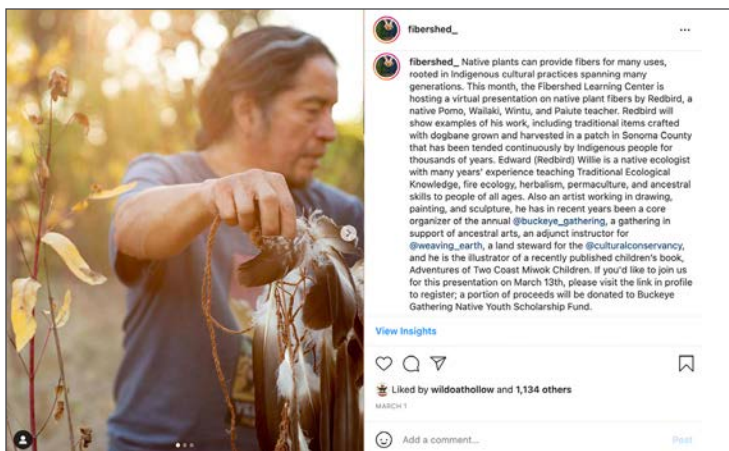 fibershed_
fibershed_ Native plants can provide fibers for many uses,
rooted in Indigenous cultural practices spanning many
generations. This month, the Fibershed Learning Center is
hosting a virtual presentation on native plant fibers by Redbird, a
native Pomo, Wailaki, Wintu, and Paiute teacher. Redbird will
show examples of his work, including traditional items crafted
with dogbane grown and harvested in a patch in Sonoma County
that has been tended continuously by Indigenous people for
thousands of years. Edward (Redbird) Willie is a native ecologist
with many years' experience teaching Traditional Ecological
Knowledge, fire ecology, herbalism, permaculture, and ancestral
skills to people of all ages. Also an artist working in drawing,
painting, and sculpture, he has in recent years been a core
organizer of the annual @buckeye_gathering, a gathering in
support of ancestral arts, an adjunct instructor for
@weaving_earth, a land steward for the @culturalconservancy,
and he is the illustrator of a recently published children's book,
Adventures of Two Coast Miwok Children. If you'd like to join us
for this presentation on March 13th, please visit the link in profile
to register; a portion of proceeds will be donated to Buckeye
Gathering Native Youth Scholarship Fund.
View Insights
Liked by wildoathollow and 1,134 others
MARCH 1
Add a comment...
Post